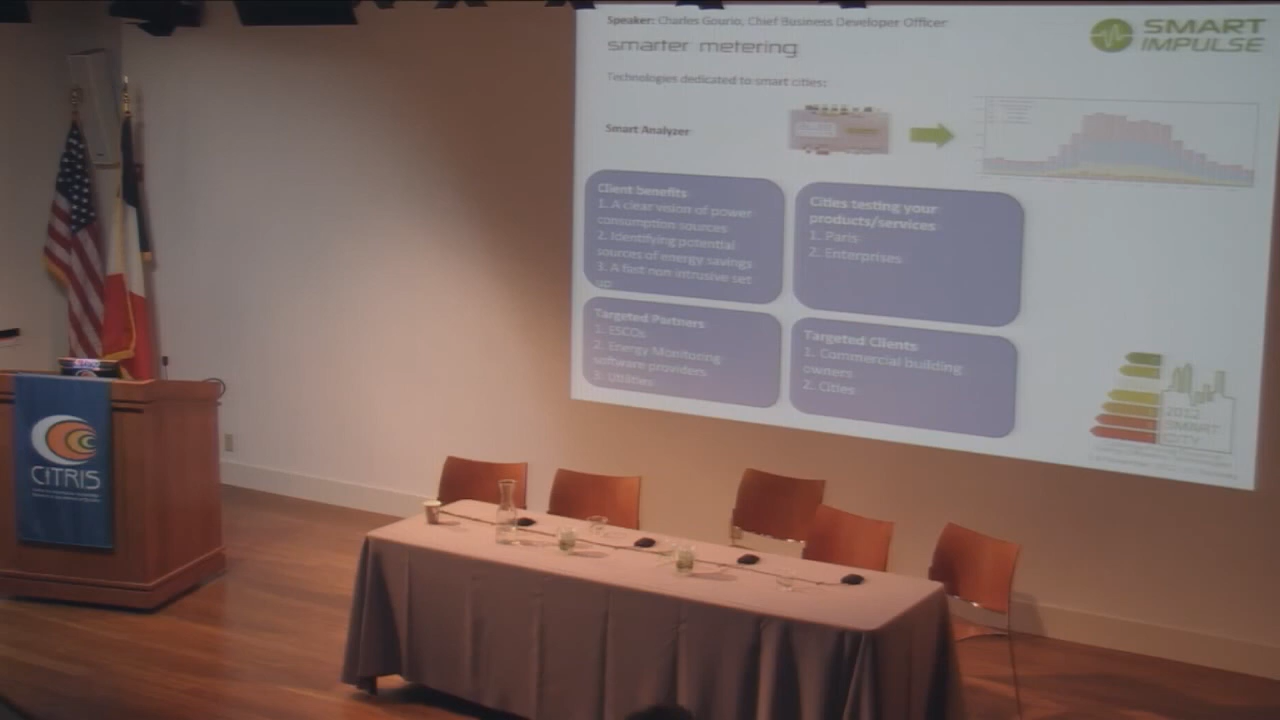 Speaker: Charles Gourio, Chief Business Developer Officer
SMART
IMPULSE
smarter metering
Technologies dedicated to smart cities:
Smart Analyzer
Client benefits
1. A clear vision of power
consumption sources
2. Identifying potential
sources of energy savings
3. A fast non intrusive set
up
Cities testing your
products/services
1. Paris
2. Enterprises
Targeted Partners
1. ESCOs
2. Energy Monitoring
software providers
3. Utilities
Targeted Clients
1. Commercial building
owners
2. Cities
2012
SMART
CITY
CITRIS